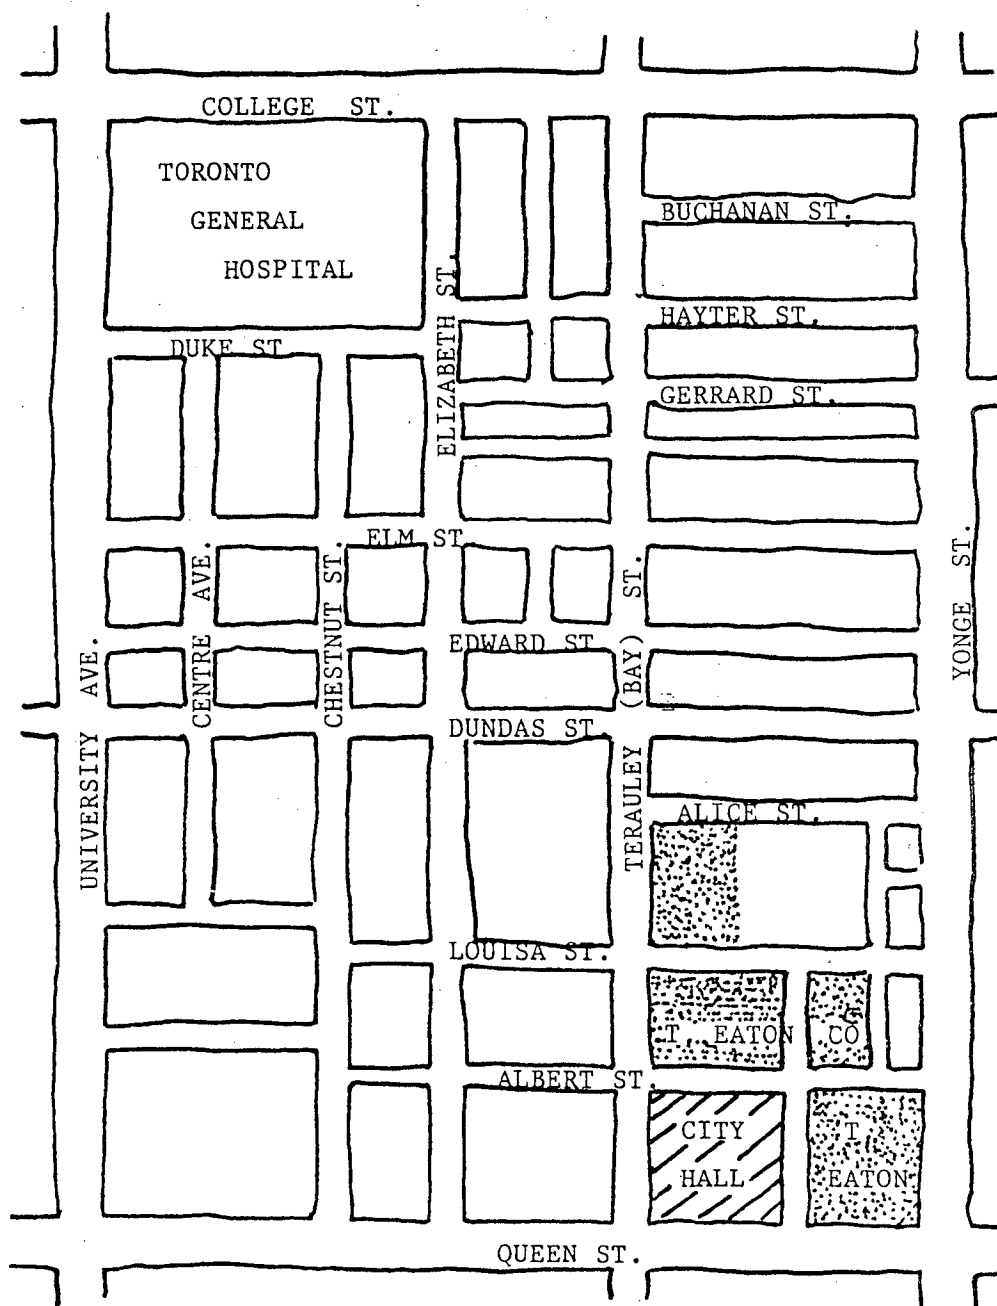 COLLEGE ST.
TORONTO
GENERAL
HOSPITAL
BUCHANAN ST.
HAYTER ST.
DUKE ST
ELIZABETH ST.
GERRARD ST.
ELM ST
CENTRE AVE.
CHESTNUT ST.
EDWARD ST
UNIVERSITY AVE.
TERAULEY (BAY) ST.
YONGE ST.
DUNDAS ST.
ALICE ST.
LOUISA ST.
T. EATON CO
ALBERT ST.
CITY
HALL
T
EATON
QUEEN ST.